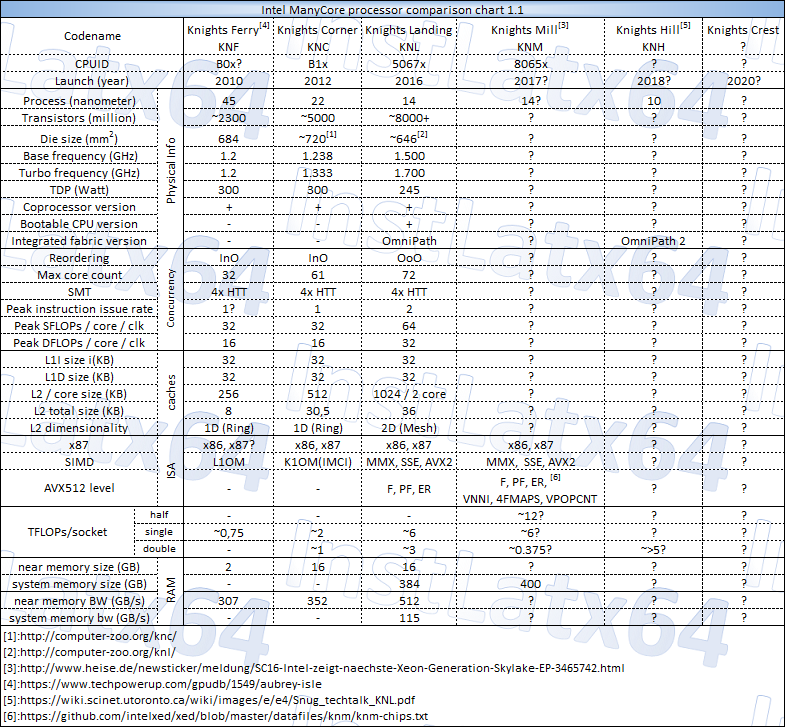 Intel ManyCore processor comparison chart 1.1
Codename Knights Ferry[4] KNF Knights Corner KNC Knights Landing KNL Knights Mill[3] KNM Knights Hill[5] KNH Knights Crest ?
CPUID B0x? B1x 5067x 8065x ? ?
Launch (year) 2010 2012 2016 2017? 2018? 2020?
Physical Info
Process (nanometer) 45 22 14 14? 10 ?
Transistors (million) ~2300 ~5000 ~8000+ ? ? ?
Die size (mm2) 684 ~720[1] ~646[2] ? ? ?
Base frequency (GHz) 1.2 1.238 1.500 ? ? ?
Turbo frequency (GHz) 1.2 1.333 1.700 ? ? ?
TDP (Watt) 300 300 245 ? ? ?
Coprocessor version + + + ? ? ?
Bootable CPU version - - + ? ? ?
Integrated fabric version - - OmniPath ? OmniPath 2 ?
Concurrency
Reordering InO InO OoO ? ? ?
Max core count 32 61 72 ? ? ?
SMT 4x HTT 4x HTT 4x HTT ? ? ?
Peak instruction issue rate 1? 1 2 ? ? ?
Peak SFLOPs / core / clk 32 32 64 ? ? ?
Peak DFLOPs / core / clk 16 16 32 ? ? ?
caches
L1I size i(KB) 32 32 32 ? ? ?
L1D size (KB) 32 32 32 ? ? ?
L2 / core size (KB) 256 512 1024 / 2 core ? ? ?
L2 total size (KB) 8 30,5 36 ? ? ?
L2 dimensionality 1D (Ring) 1D (Ring) 2D (Mesh) ? ? ?
ISA
x87 x86, x87? x86, x87 x86, x87 x86, x87 ? ?
SIMD L1OM K1OM(IMCI) MMX, SSE, AVX2 MMX, SSE, AVX2 ? ?
AVX512 level - - F, PF, ER F, PF, ER, [6] VNNI, 4FMAPS, VPOPCNT ? ?
TFLOPs/socket
half ~12? ?
single ~0,75 ~2 ~6 ~6? ? ?
double - ~1 ~3 ~0.375? ~>5? ?
RAM
near memory size (GB) 2 16 16 ? ? ?
system memory size (GB) - - 384 400 ? ?
near memory BW (GB/s) 307 352 512 ? ? ?
system memory bw (GB/s) - - 115 ? ? ?
[1]:http://computer-zoo.org/knc/
[2]:http://computer-zoo.org/knl/
[3]:http://www.heise.de/newsticker/meldung/SC16-Intel-zeigt-naechste-Xeon-Generation-Skylake-EP-3465742.html
[4]:https://www.techpowerup.com/gpudb/1549/aubrey-isle
[5]:https://wiki.scinet.utoronto.ca/wiki/images/e/e4/Snug_techtalk_KNL.pdf
[6]:https://github.com/intelxed/xed/blob/master/datafiles/knm/knm-chips.txt
InstLatx64